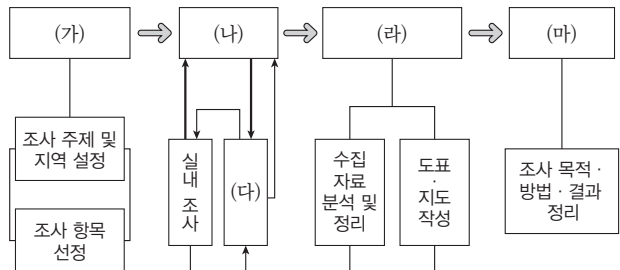 (가)
(나)
(라)
(마)
조사 주제 및
지역 설정
조사 항목
선정
실
내
조
사
(다)
수집
자료
분석 및
정리
도표
·
지도
작성
조사 목적·
방법·결과
정리